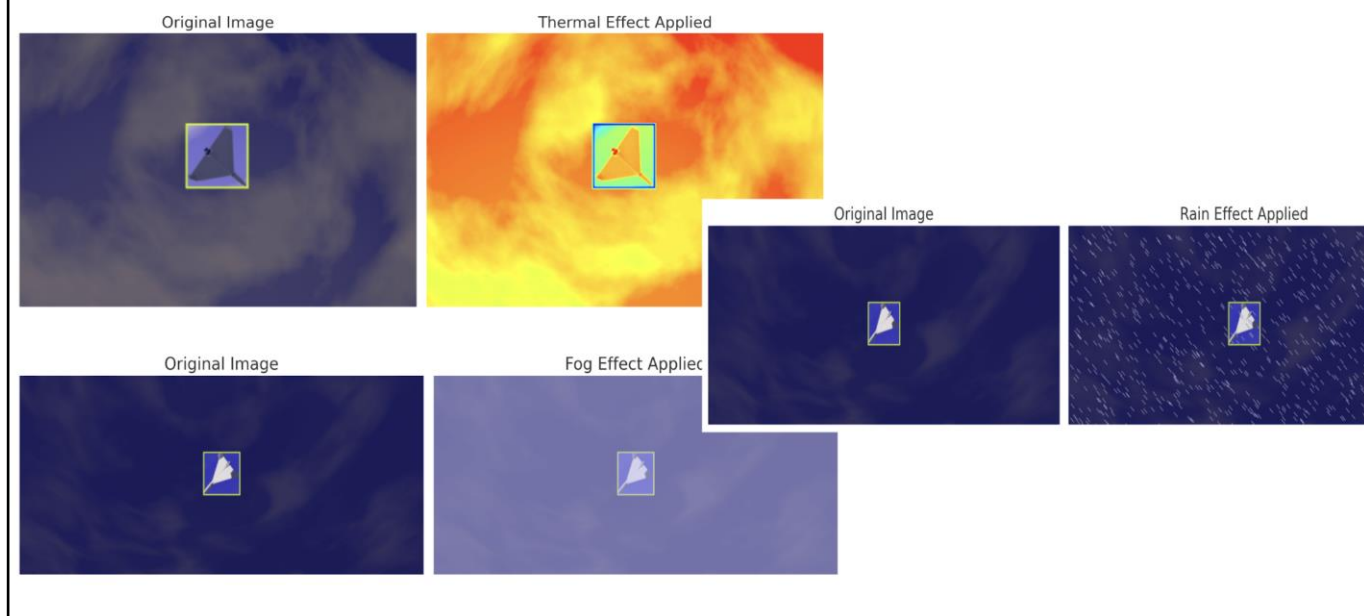 Original Image
Thermal Effect Applied
Original Image
Rain Effect Applied
Original Image
Fog Effect Applied